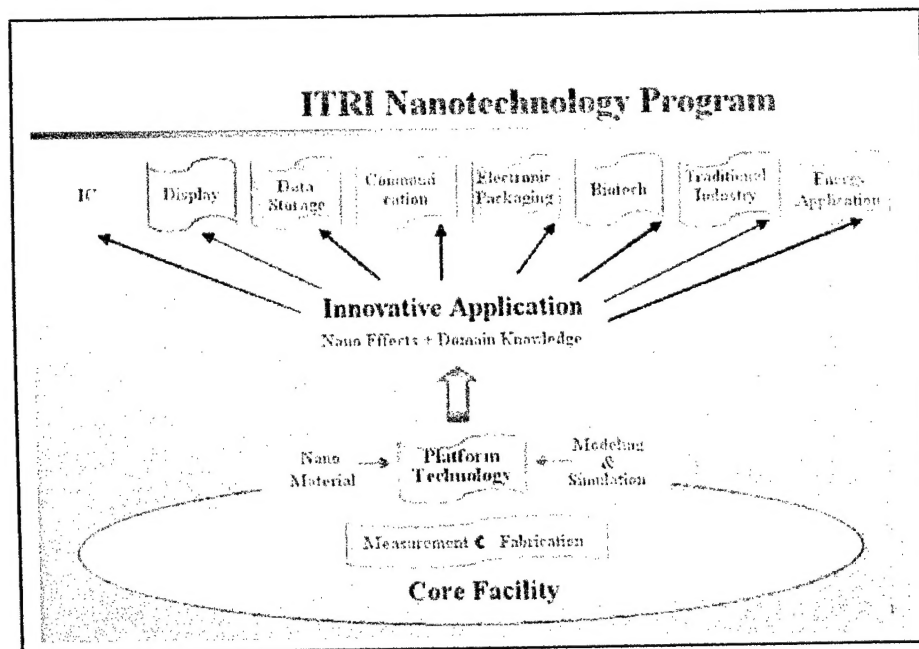 ITRI Nanotechnology Program
IC
Display
Data
Storage
Communi
cation
Electronic
Packaging
Biotech
Traditional
Industry
Energy
Application
Innovative Application
Nano Effects + Domain Knowledge
Nano
Material
Platform
Technology
Modeling
&
Simulation
Measurement
Fabrication
Core Facility